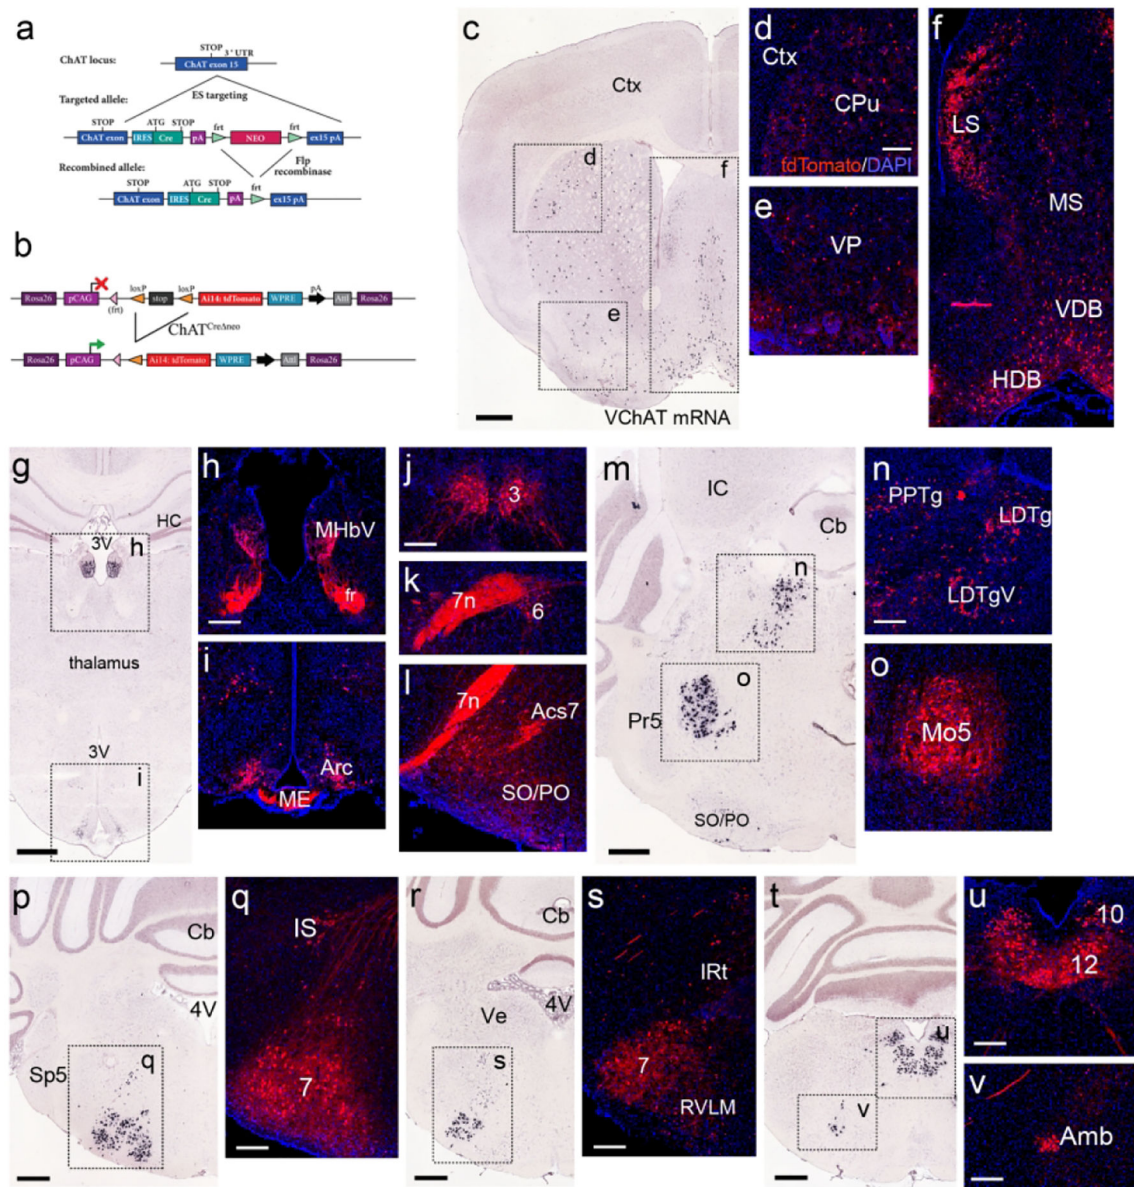 a
STOP
3' UTR
ChAT locus:
ChAT exon 15
ES targeting
Targeted allele:
STOP ATG STOP frt frt
ChAT exon IRES Cre pA NEO ex15 pA
Recombined allele:
Flp
recombinase
STOP ATG STOP frt
ChAT exon IRES Cre pA ex15 pA
b
loxP loxP pA
Rosa26 pCAG stop Ai14: tdTomato WPRE AttI Rosa26
(frt)
ChAT CreΔneo
Rosa26 pCAG Ai14: tdTomato WPRE AttI Rosa26
c
Ctx
d
f
e
VChAT mRNA
d
Ctx
CPu
tdTomato/DAPI
e
VP
f
LS
MS
VDB
HDB
g
HC
3V
h
thalamus
3V
i
h
MHbV
fr
i
Arc
ME
j
3
k
7n
6
l
7n
Acs7
SO/PO
m
IC
Cb
n
o
Pr5
SO/PO
n
PPTg
LDTg
LDTgV
o
Mo5
p
Cb
4V
Sp5
q
q
IS
7
r
Cb
4V
Ve
s
s
IRt
7
RVLM
t
u
v
u
10
12
v
Amb